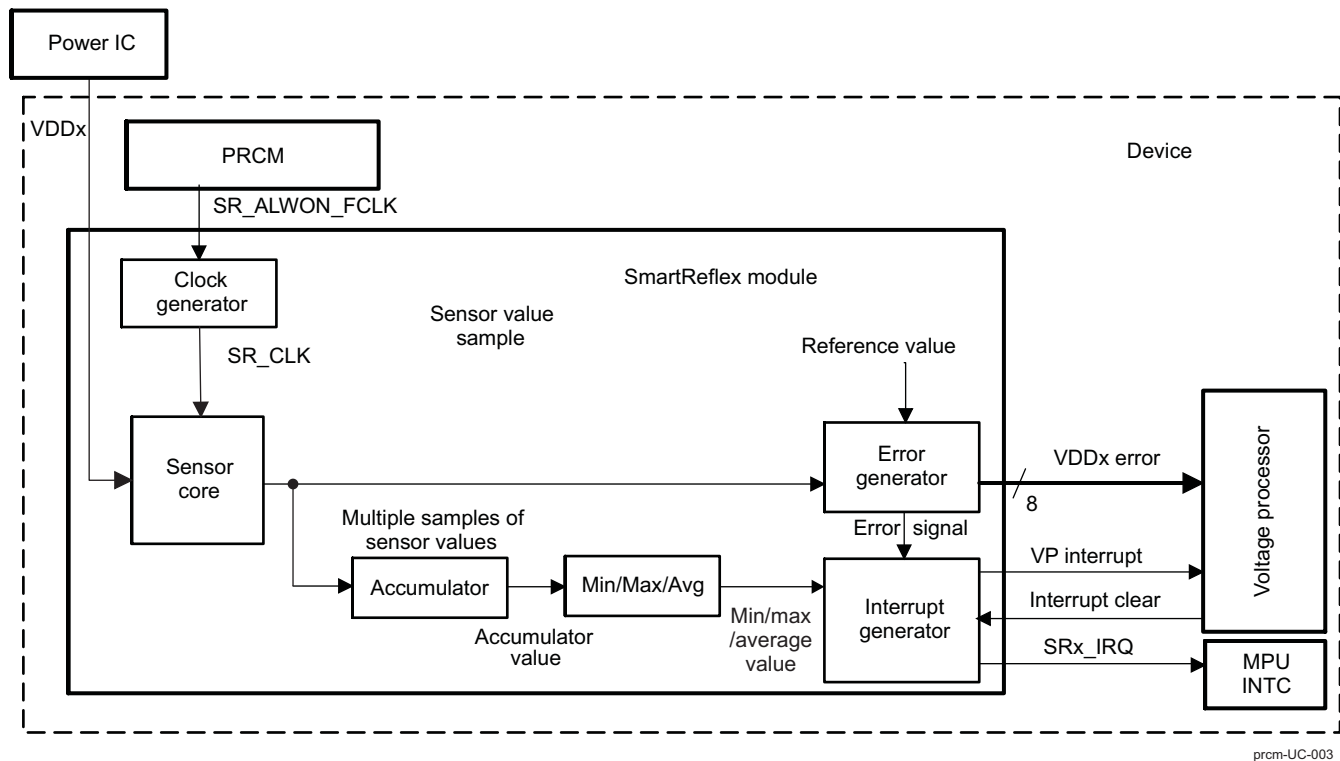 Power IC
VDDx
PRCM
Device
SR_ALWON_FCLK
Clock
generator
SmartReflex module
Sensor value
sample
SR_CLK
Reference value
Sensor
core
Error
generator
VDDx error
8
Voltage processor
Multiple samples of
sensor values
Error signal
Accumulator
Min/Max/Avg
Interrupt
generator
VP interrupt
Interrupt clear
Accumulator
value
Min/max
/average
value
SRx_IRQ
MPU
INTC
prcm-UC-003